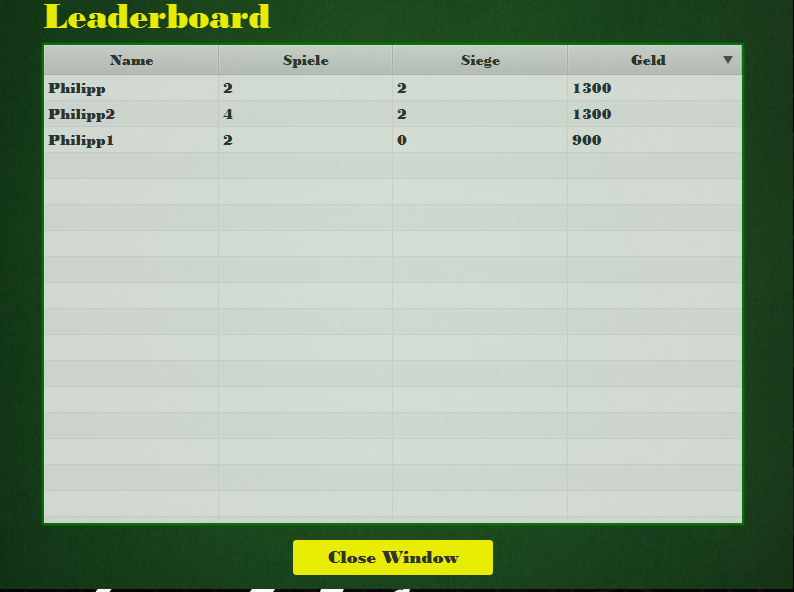 Leaderboard
Name Spiele Siege Geld ▼
Philipp 2 2 1300
Philipp2 4 2 1300
Philipp1 2 0 900
Close Window